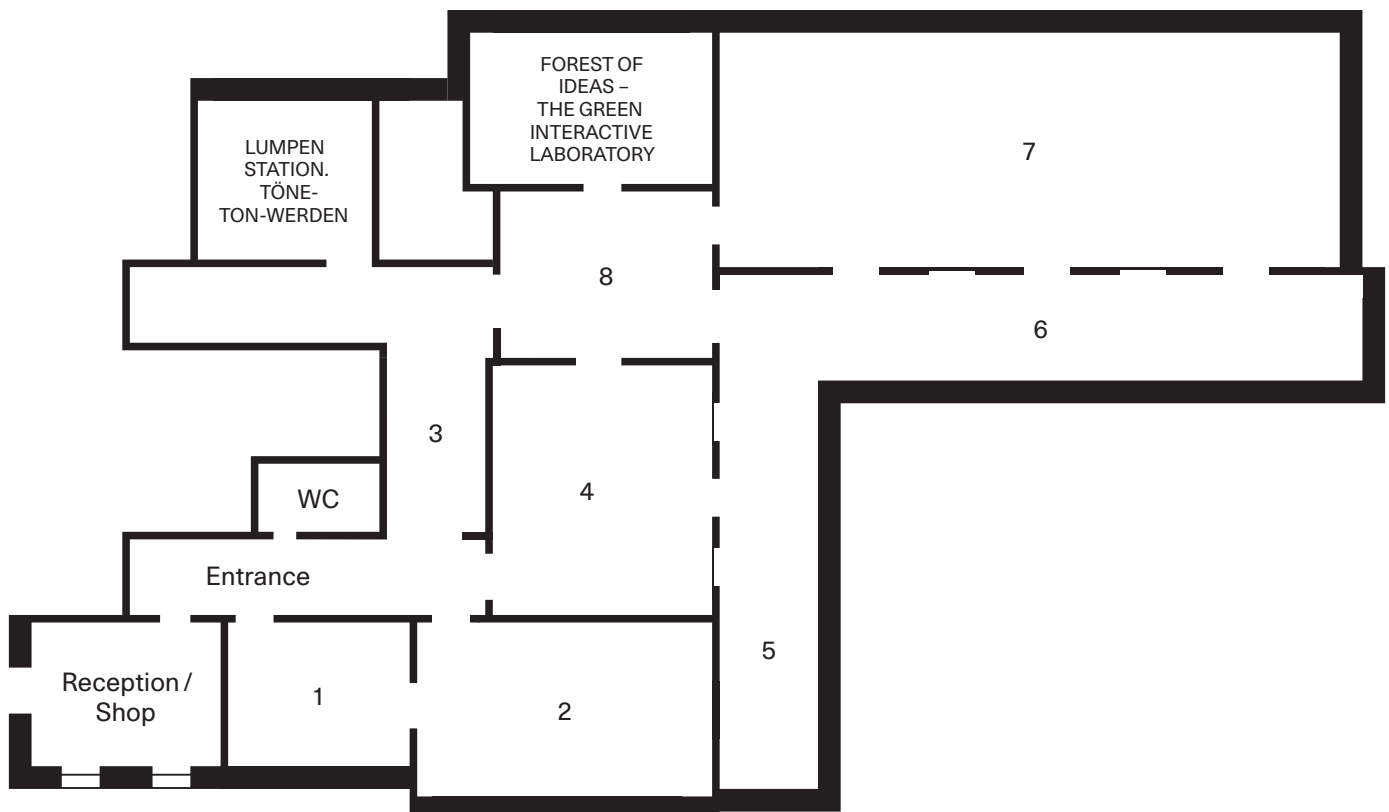 FOREST OF
IDEAS –
THE GREEN
INTERACTIVE
LABORATORY
7
LUMPEN
STATION.
TÖNE-
TON-WERDEN
8
6
3
4
WC
Entrance
5
Reception /
Shop
1
2